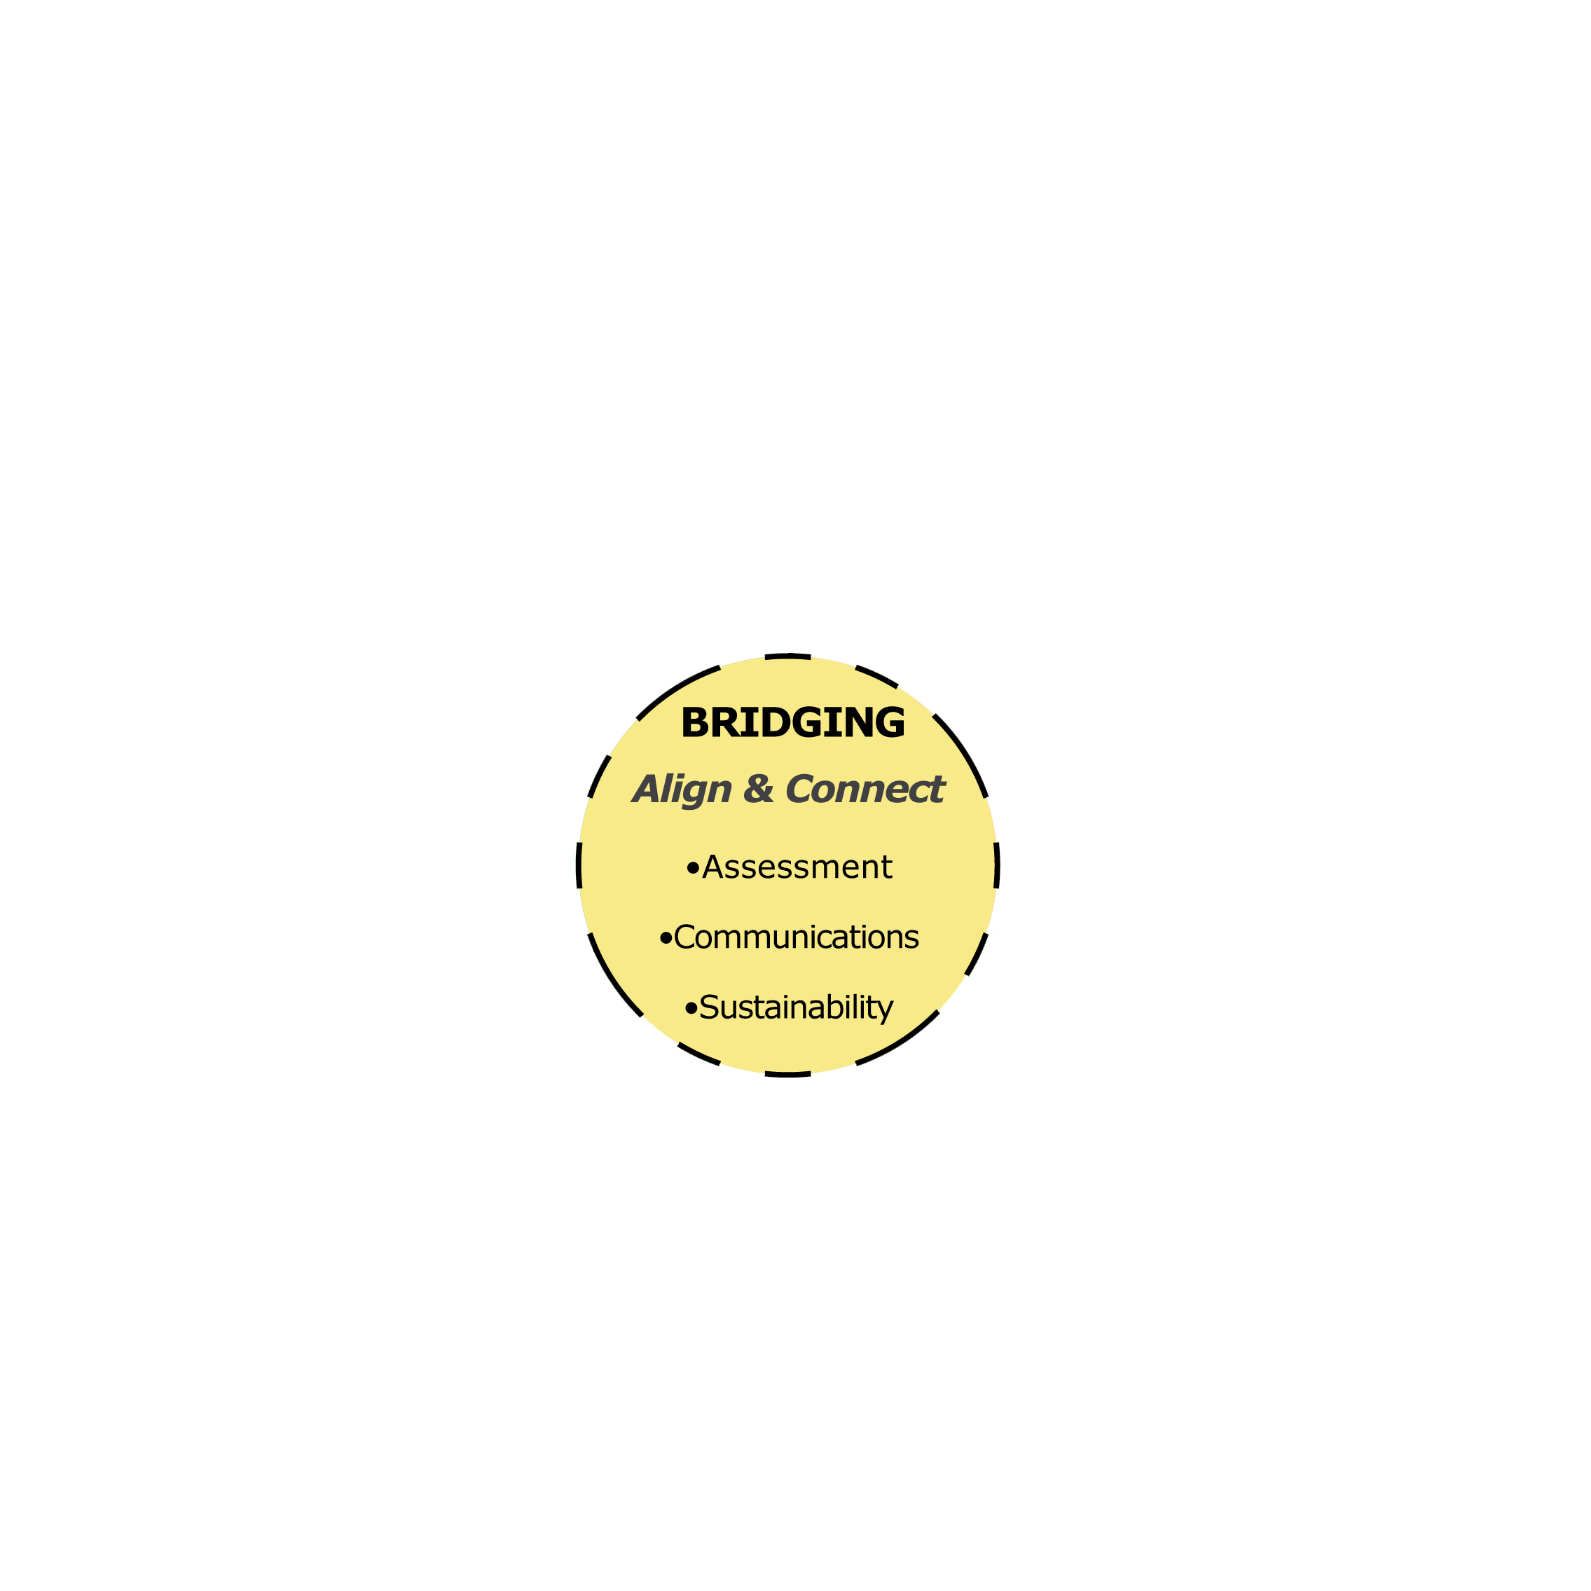 BRIDGING
Align & Connect
•Assessment
•Communications
•Sustainability